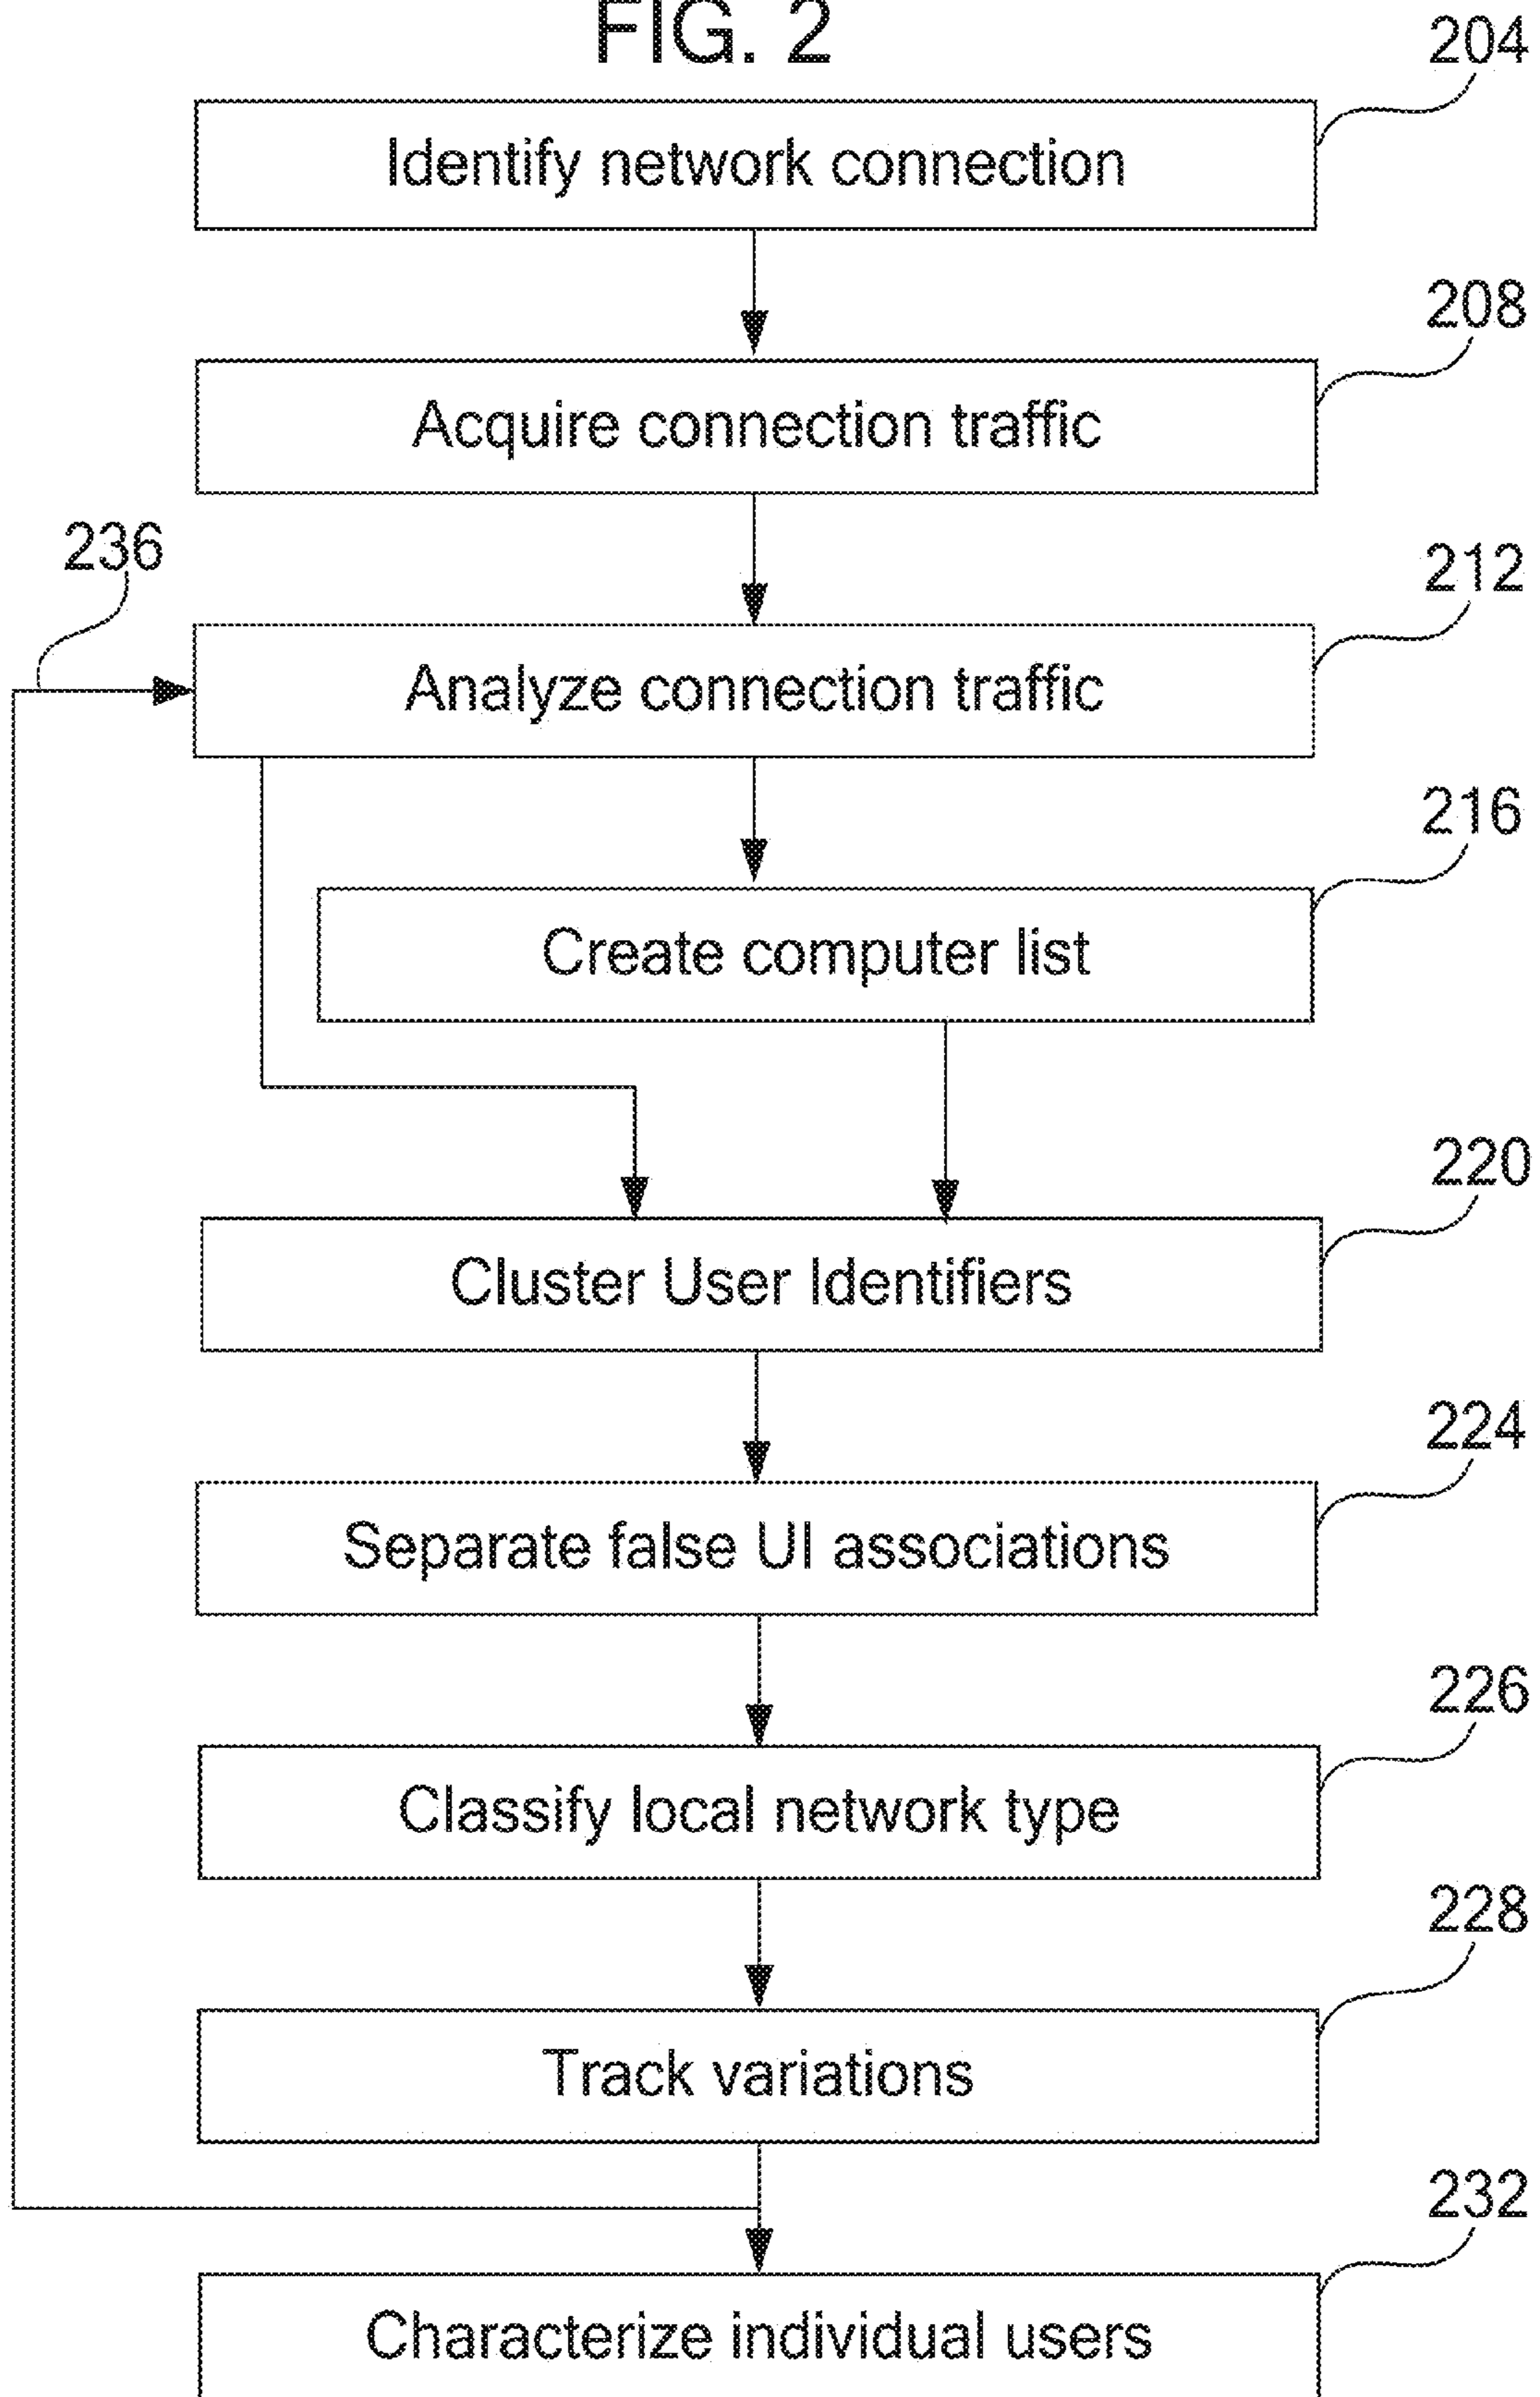 FIG. 2
204
Identify network connection
208
Acquire connection traffic
236
212
Analyze connection traffic
216
Create computer list
220
Cluster User Identifiers
224
Separate false UI associations
226
Classify local network type
228
Track variations
232
Characterize individual users